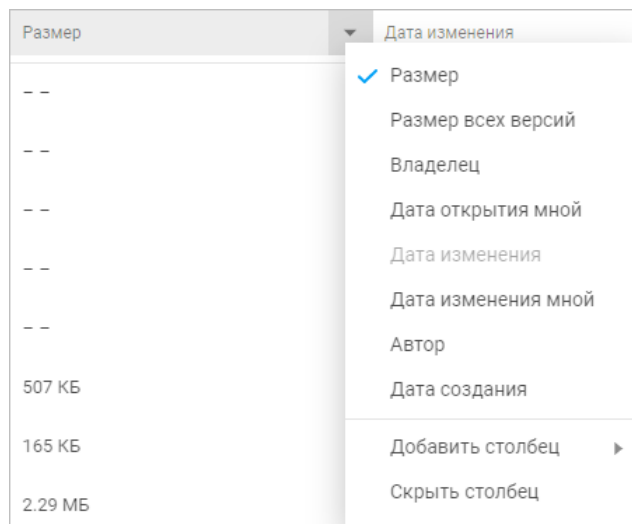 Размер
Дата изменения
Размер
– –
Размер всех версий
– –
Владелец
– –
Дата открытия мной
– –
Дата изменения
Дата изменения мной
– –
Автор
507 КБ
Дата создания
165 КБ
Добавить столбец
Скрыть столбец
2.29 МБ